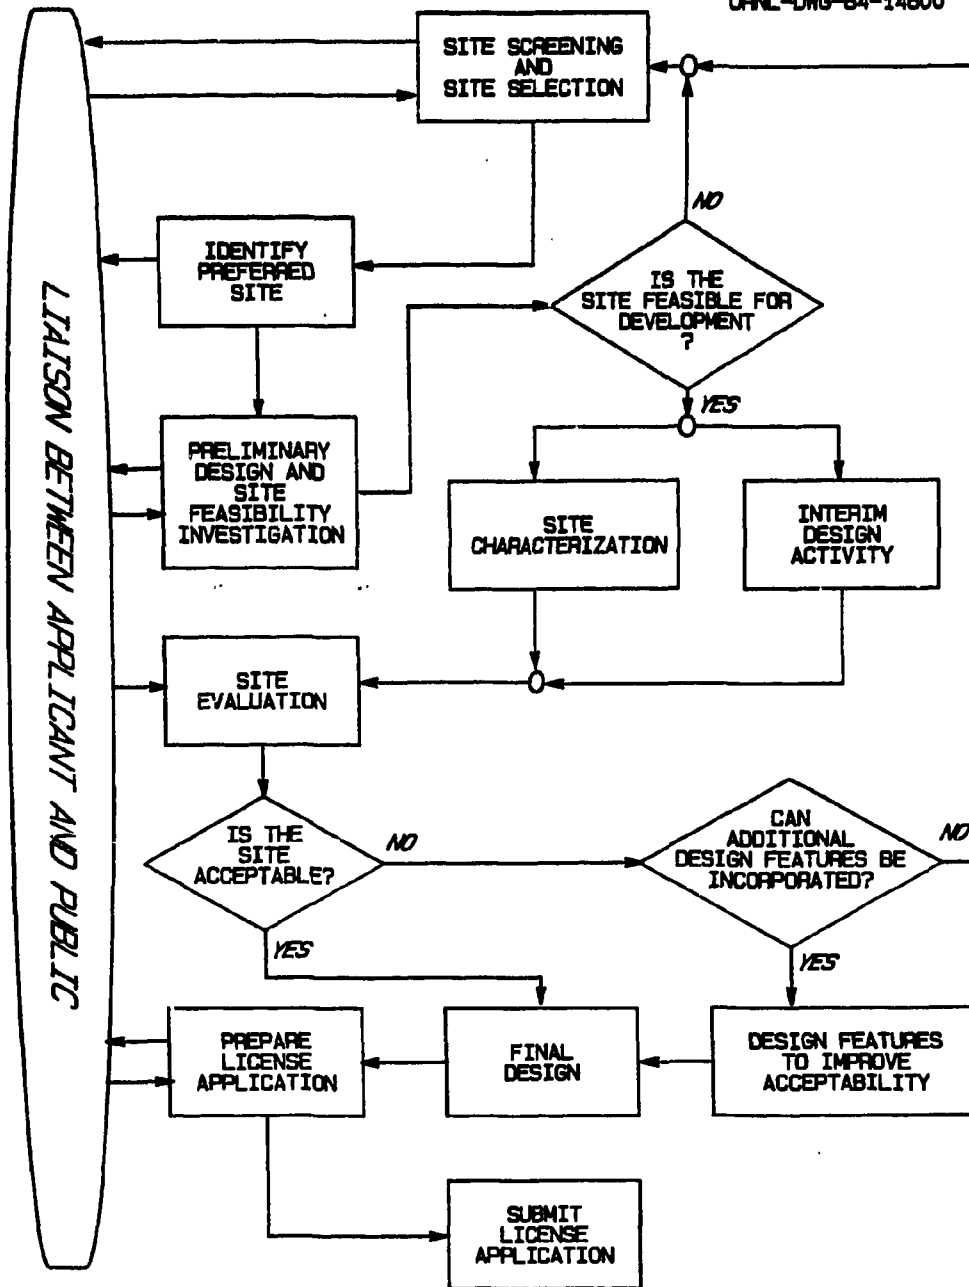 SITE SCREENING
AND
SITE SELECTION
NO
IDENTIFY
PREFERRED
SITE
IS THE
SITE FEASIBLE FOR
DEVELOPMENT
?
YES
LIAISON BETWEEN APPLICANT AND PUBLIC
PRELIMINARY
DESIGN AND
SITE
FEASIBILITY
INVESTIGATION
SITE
CHARACTERIZATION
INTERIM
DESIGN
ACTIVITY
SITE
EVALUATION
IS THE
SITE
ACCEPTABLE?
NO
CAN
ADDITIONAL
DESIGN FEATURES BE
INCORPORATED?
NO
YES
YES
PREPARE
LICENSE
APPLICATION
FINAL
DESIGN
DESIGN FEATURES
TO IMPROVE
ACCEPTABILITY
SUBMIT
LICENSE
APPLICATION